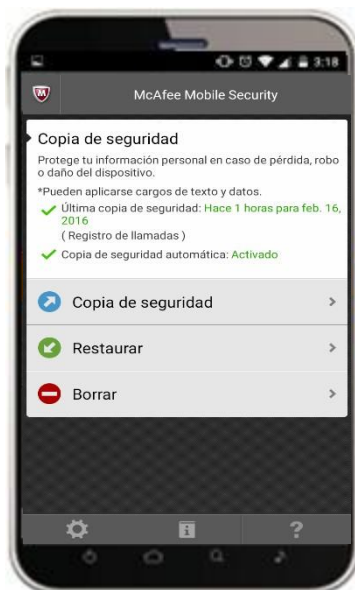 3:18
McAfee Mobile Security
Copia de seguridad
Protege tu información personal en caso de pérdida, robo
o daño del dispositivo.
*Pueden aplicarse cargos de texto y datos.
Última copia de seguridad: Hace 1 horas para feb. 16,
2016
( Registro de llamadas )
Copia de seguridad automática: Activado
Copia de seguridad
Restaurar
Borrar
?